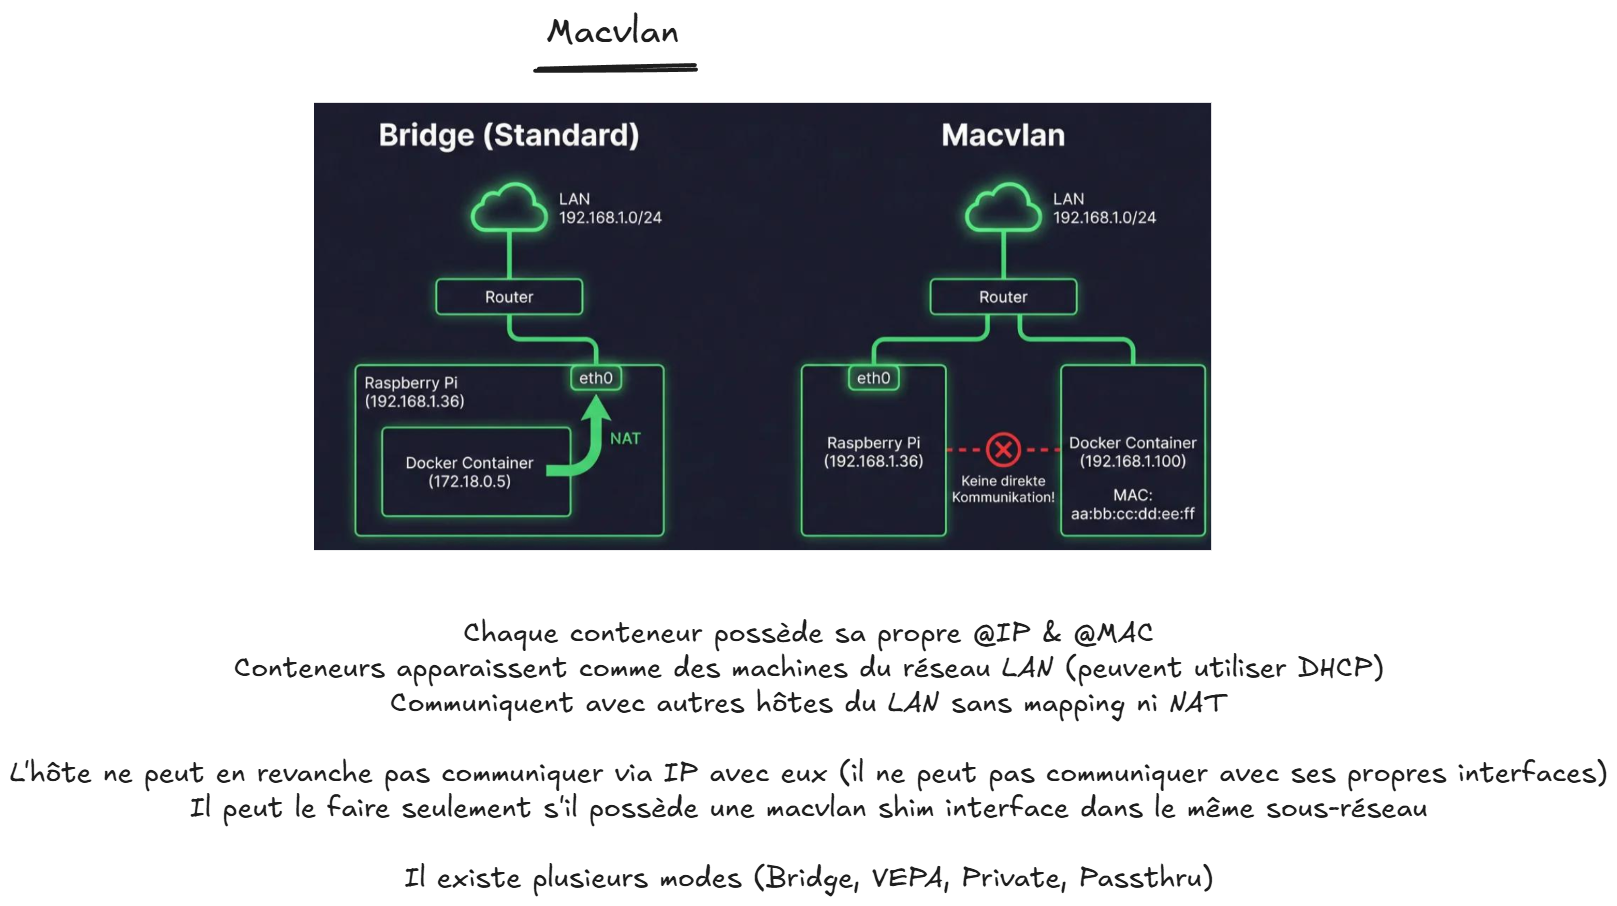 Macvlan
Bridge (Standard)
LAN
192.168.1.0/24
Router
eth0
Raspberry Pi
(192.168.1.36)
NAT
Docker Container
(172.18.0.5)
Macvlan
LAN
192.168.1.0/24
Router
eth0
Raspberry Pi
(192.168.1.36)
Keine direkte
Kommunikation!
Docker Container
(192.168.1.100)
MAC:
aa:bb:cc:dd:ee:ff
Chaque conteneur possède sa propre @IP & @MAC
Conteneurs apparaissent comme des machines du réseau LAN (peuvent utiliser DHCP)
Communiquent avec autres hôtes du LAN sans mapping ni NAT
L'hôte ne peut en revanche pas communiquer via IP avec eux (il ne peut pas communiquer avec ses propres interfaces)
Il peut le faire seulement s'il possède une macvlan shim interface dans le même sous-réseau
Il existe plusieurs modes (Bridge, VEPA, Private, Passthru)